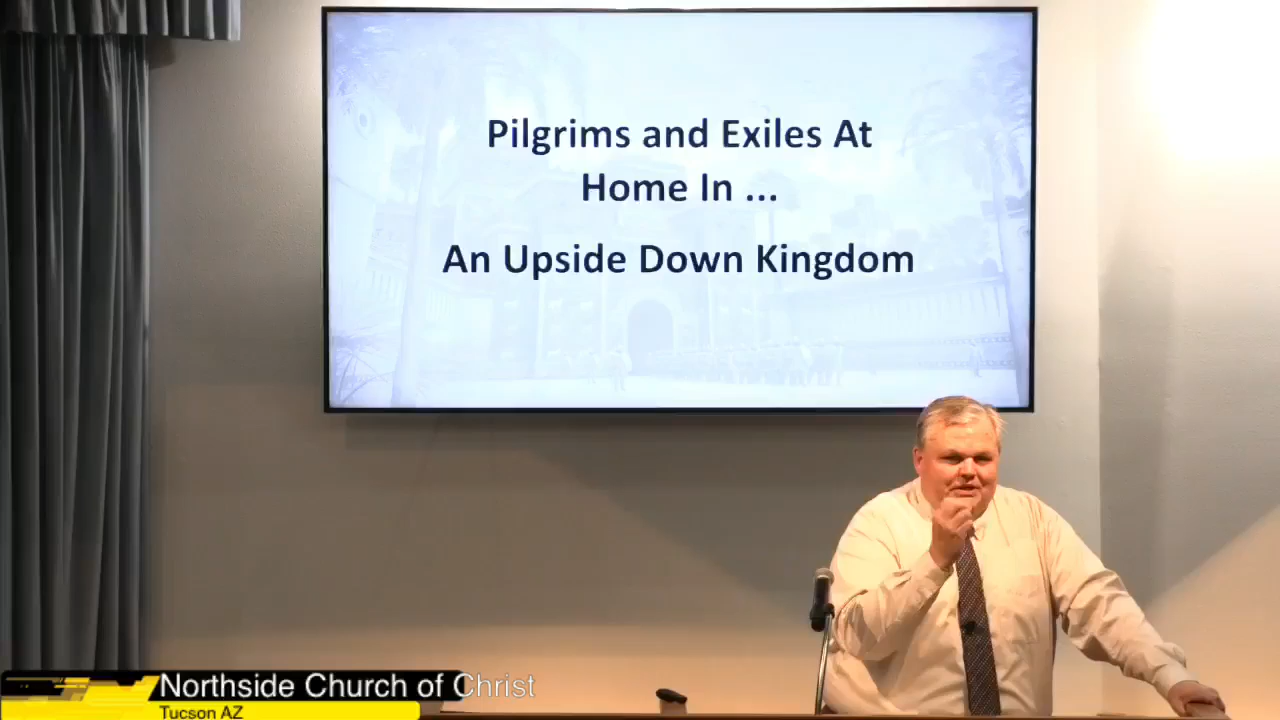 Pilgrims and Exiles At
Home In ...
An Upside Down Kingdom
Northside Church of Christ
Tucson AZ